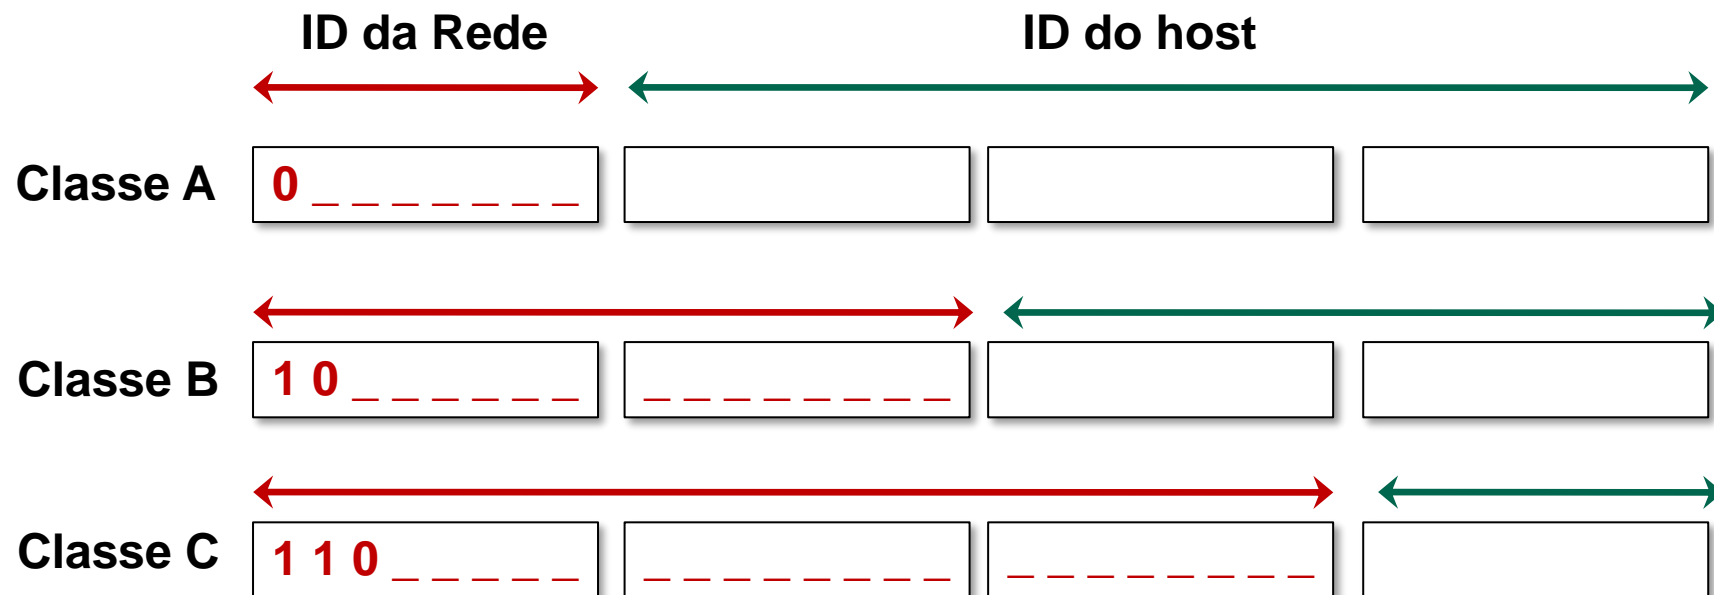 ID da Rede ID do host
Classe A 0 _ _ _ _ _ _ _
Classe B 1 0 _ _ _ _ _ _ _ _ _ _ _ _ _ _
Classe C 1 1 0 _ _ _ _ _ _ _ _ _ _ _ _ _ _ _ _ _ _ _ _ _